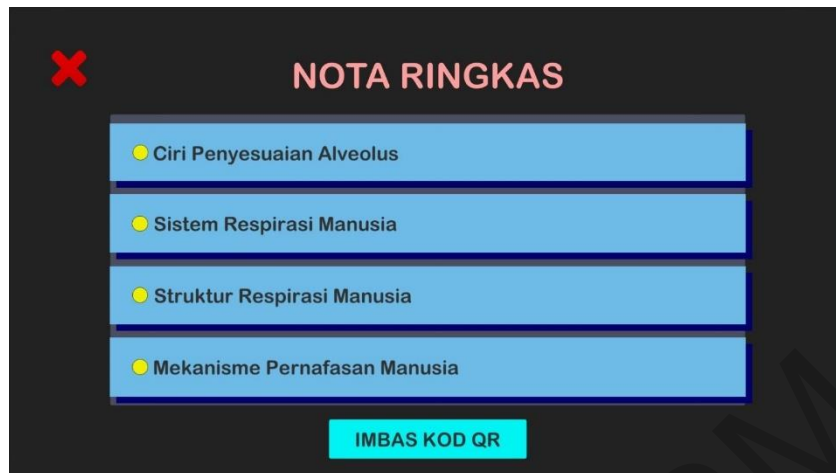 NOTA RINGKAS
Ciri Penyesuaian Alveolus
Sistem Respirasi Manusia
Struktur Respirasi Manusia
Mekanisme Pernafasan Manusia
IMBAS KOD QR